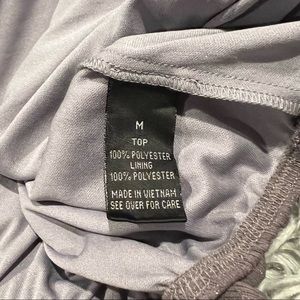 M
TOP
100% POLYESTER
LINING
100% POLYESTER
MADE IN VIETNAM
SEE OVER FOR CARE